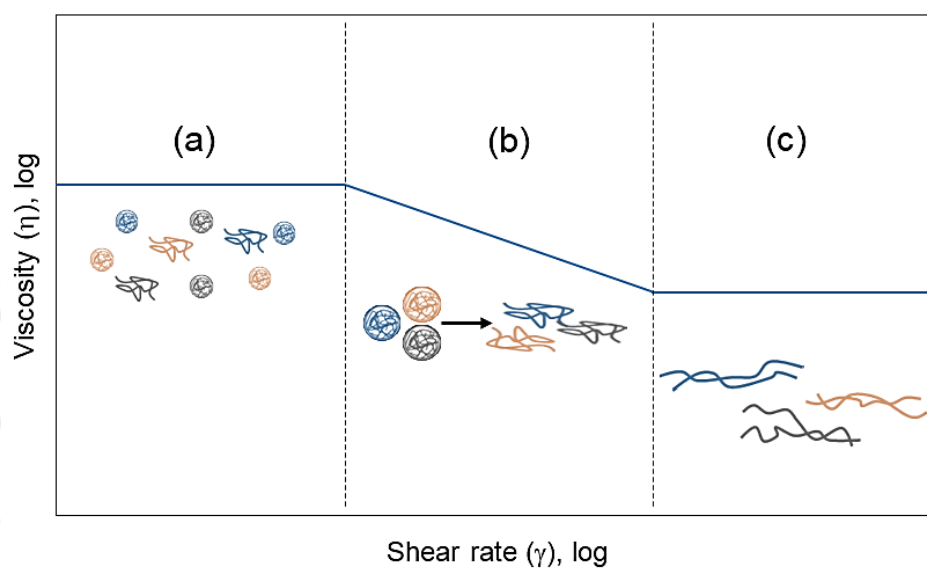 (a)
(b)
(c)
Viscosity (η), log
Shear rate (γ), log